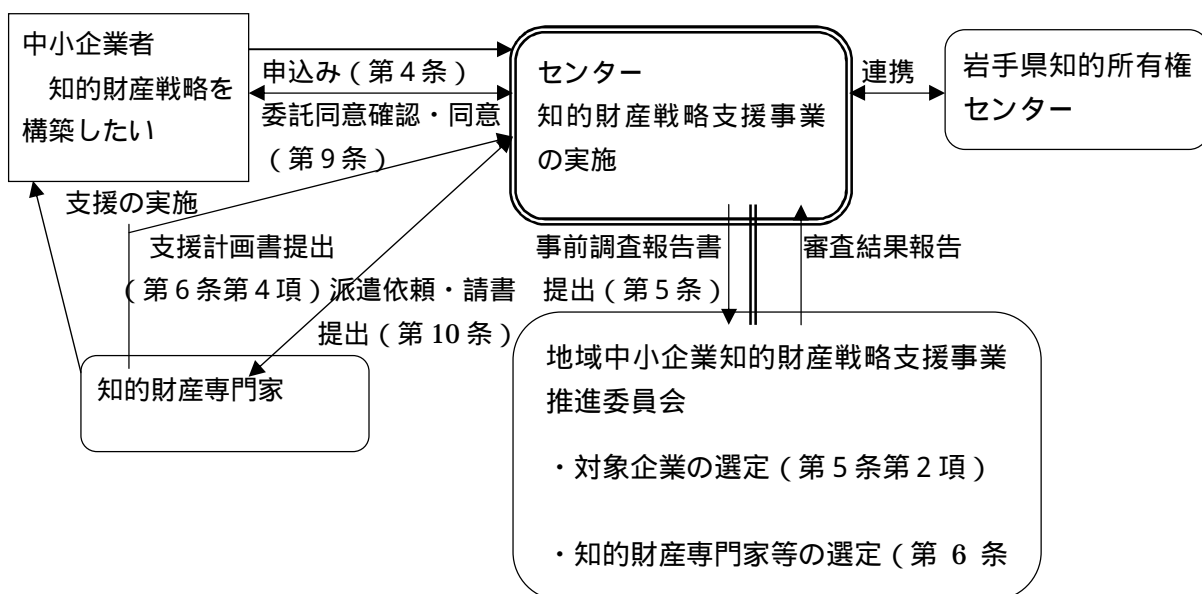 中小企業者
知的財産戦略を
構築したい
申込み（第４条）
委託同意確認・同意
（第９条）
センター
知的財産戦略支援事業
の実施
連携
岩手県知的所有権
センター
支援の実施
支援計画書提出
（第６条第４項）
派遣依頼・請書
提出（第 10 条）
事前調査報告書
提出（第５条）
審査結果報告
知的財産専門家
地域中小企業知的財産戦略支援事業
推進委員会
・対象企業の選定（第５条第２項）
・知的財産専門家等の選定（第 6 条